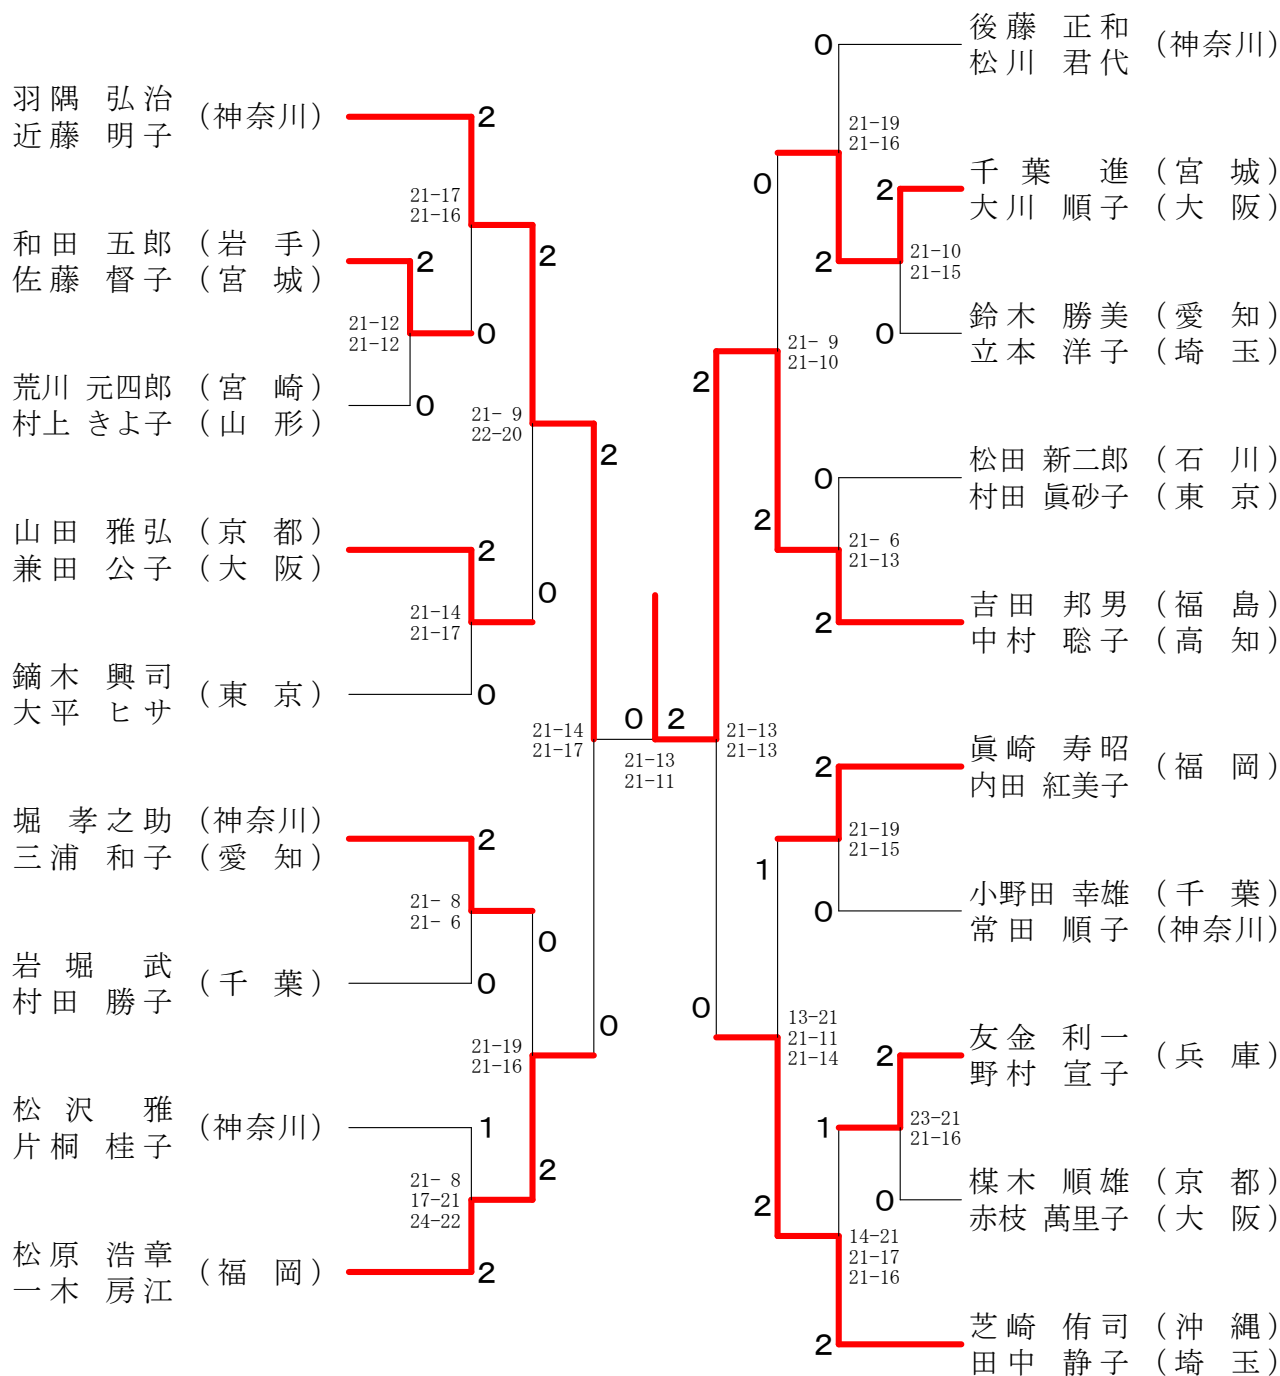 羽隅 弘治
近藤 明子 (神奈川)
和田 五郎 (岩 手)
佐藤 督子 (宮 城)
荒川 元四郎 (宮 崎)
村上 きよ子 (山 形)
山田 雅弘 (京 都)
兼田 公子 (大 阪)
鏑木 興司
大平 ヒサ (東 京)
堀 孝之助 (神奈川)
三浦 和子 (愛 知)
岩堀 武
村田 勝子 (千 葉)
松沢 雅
片桐 桂子 (神奈川)
松原 浩章
一木 房江 (福 岡)
2
21-17
21-16
2
21-12
21-12
0
0
2
21- 9
22-20
2
21-14
21-17
0
0
2
21-14
21-17
2
21- 8
21- 6
0
0
21-19
21-16
0
1
21- 8
17-21
24-22
2
2
0 2
21-13
21-11
後藤 正和
松川 君代 (神奈川)
千葉 進 (宮 城)
大川 順子 (大 阪)
鈴木 勝美 (愛 知)
立本 洋子 (埼 玉)
松田 新二郎 (石 川)
村田 眞砂子 (東 京)
吉田 邦男 (福 島)
中村 聡子 (高 知)
眞崎 寿昭
内田 紅美子 (福 岡)
小野田 幸雄 (千 葉)
常田 順子 (神奈川)
友金 利一
野村 宣子 (兵 庫)
楳木 順雄 (京 都)
赤枝 萬里子 (大 阪)
芝崎 侑司 (沖 縄)
田中 静子 (埼 玉)
0
21-19
21-16
0
2
2
21-10
21-15
0
21- 9
21-10
2
0
2
21- 6
21-13
2
21-13
21-13
2
21-19
21-15
1
0
0
13-21
21-11
21-14
2
1
23-21
21-16
0
2
14-21
21-17
21-16
2